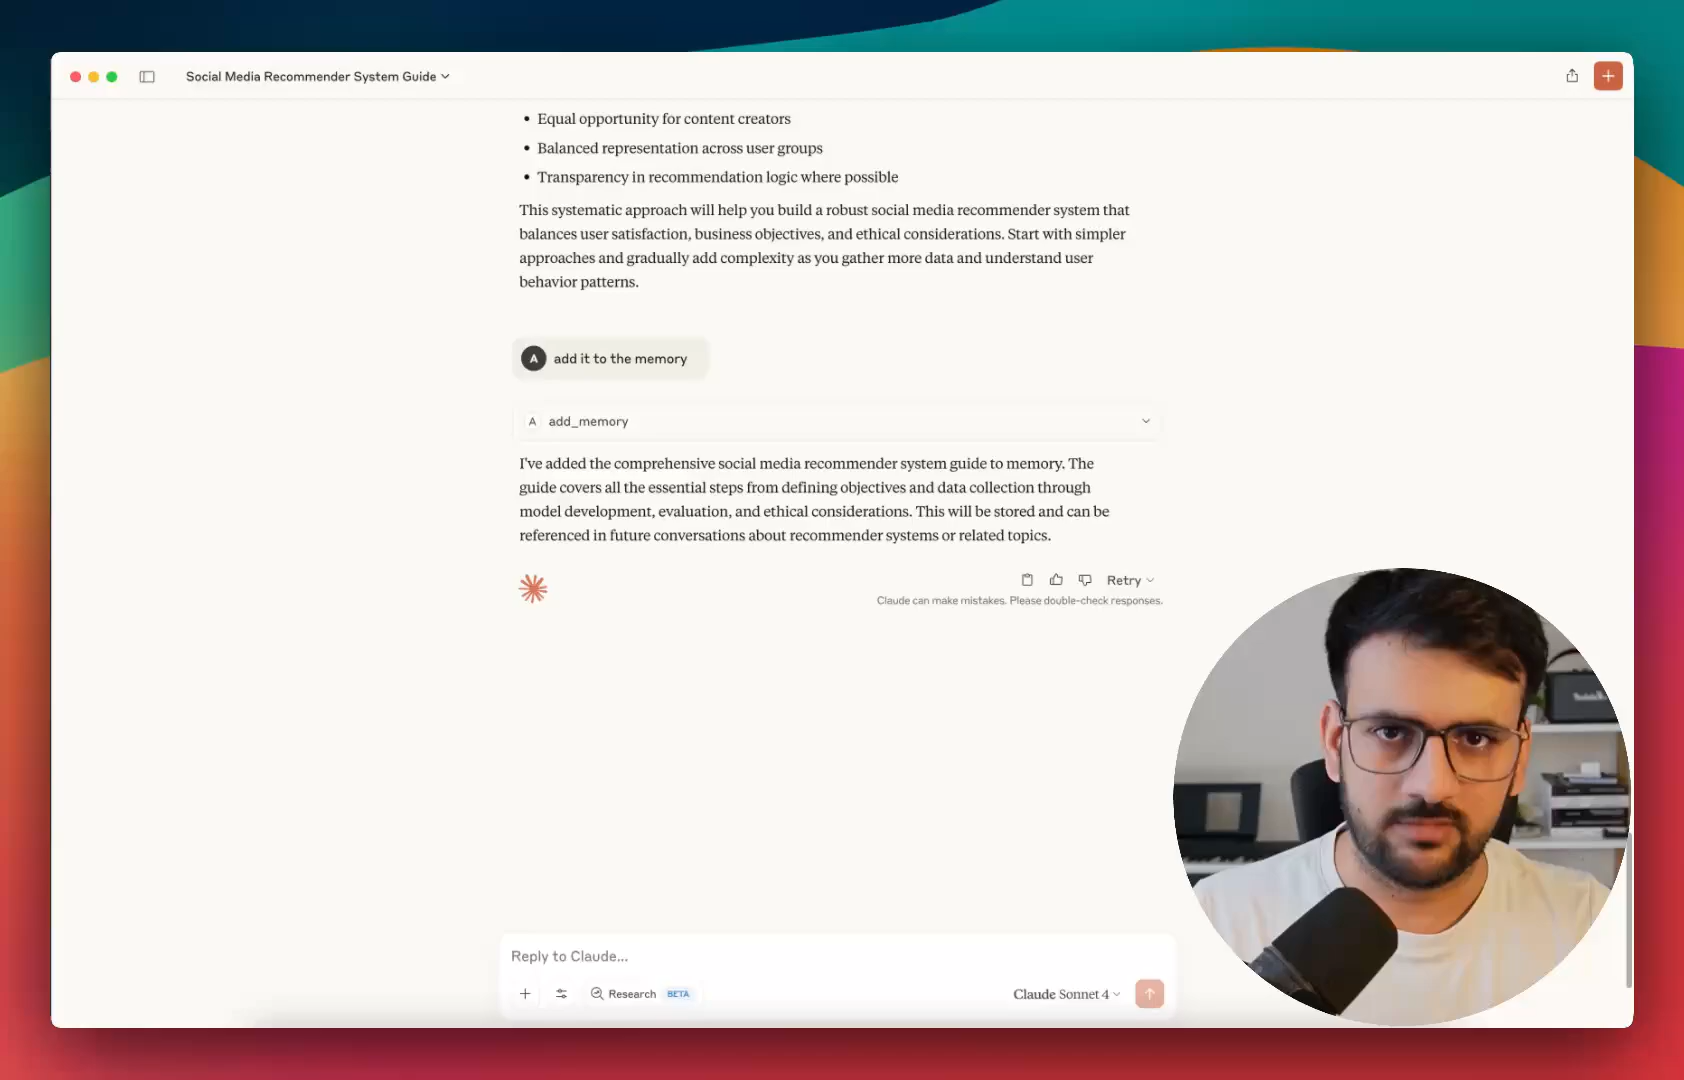 Social Media Recommender System Guide
• Equal opportunity for content creators
• Balanced representation across user groups
• Transparency in recommendation logic where possible
This systematic approach will help you build a robust social media recommender system that
balances user satisfaction, business objectives, and ethical considerations. Start with simpler
approaches and gradually add complexity as you gather more data and understand user
behavior patterns.
A add it to the memory
A add_memory
I've added the comprehensive social media recommender system guide to memory. The
guide covers all the essential steps from defining objectives and data collection through
model development, evaluation, and ethical considerations. This will be stored and can be
referenced in future conversations about recommender systems or related topics.
Retry
Claude can make mistakes. Please double-check responses.
Reply to Claude...
Research BETA
Claude Sonnet 4